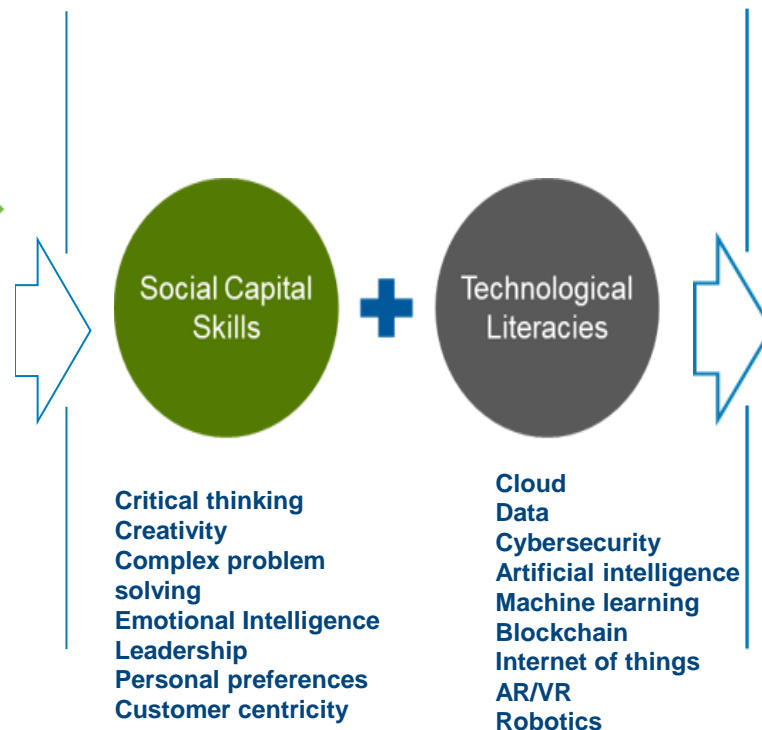 Social Capital
Skills
Technological
Literacies
Critical thinking
Creativity
Complex problem
solving
Emotional Intelligence
Leadership
Personal preferences
Customer centricity
Cloud
Data
Cybersecurity
Artificial intelligence
Machine learning
Blockchain
Internet of things
AR/VR
Robotics